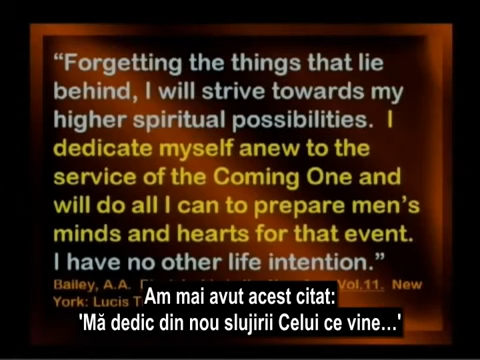 “Forgetting the things that lie
behind, I will strive towards my
higher spiritual possibilities. I
dedicate myself anew to the
service of the Coming One and
will do all I can to prepare men’s
minds and hearts for that event.
I have no other life intention.”
Bailey, A.A. Vol.11. New
York: Lucis T
Am mai avut acest citat:
'Mă dedic din nou slujirii Celui ce vine...'